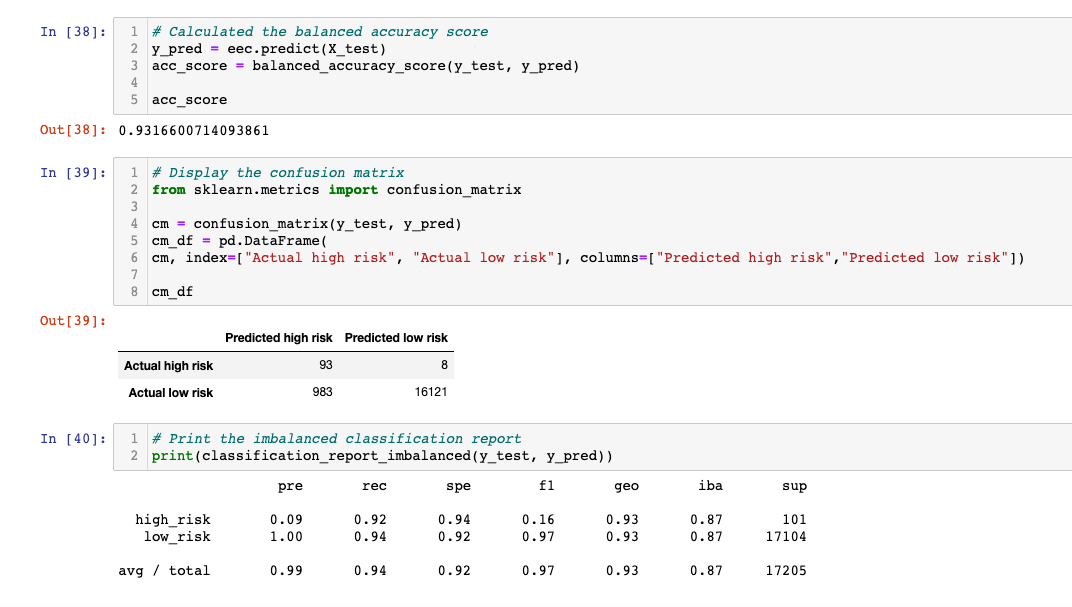 In [38]:
1 # Calculated the balanced accuracy score
2 y_pred = eec.predict(X_test)
3 acc_score = balanced_accuracy_score(y_test, y_pred)
4
5 acc_score
Out[38]: 0.9316600714093861
In [39]:
1 # Display the confusion matrix
2 from sklearn.metrics import confusion_matrix
3
4 cm = confusion_matrix(y_test, y_pred)
5 cm_df = pd.DataFrame(
6 cm, index=["Actual high risk", "Actual low risk"], columns=["Predicted high risk","Predicted low risk"])
7
8 cm_df
Out[39]:
Predicted high risk Predicted low risk
Actual high risk 93 8
Actual low risk 983 16121
In [40]:
1 # Print the imbalanced classification report
2 print(classification_report_imbalanced(y_test, y_pred))
pre rec spe f1 geo iba sup
high_risk 0.09 0.92 0.94 0.16 0.93 0.87 101
low_risk 1.00 0.94 0.92 0.97 0.93 0.87 17104
avg / total 0.99 0.94 0.92 0.97 0.93 0.87 17205